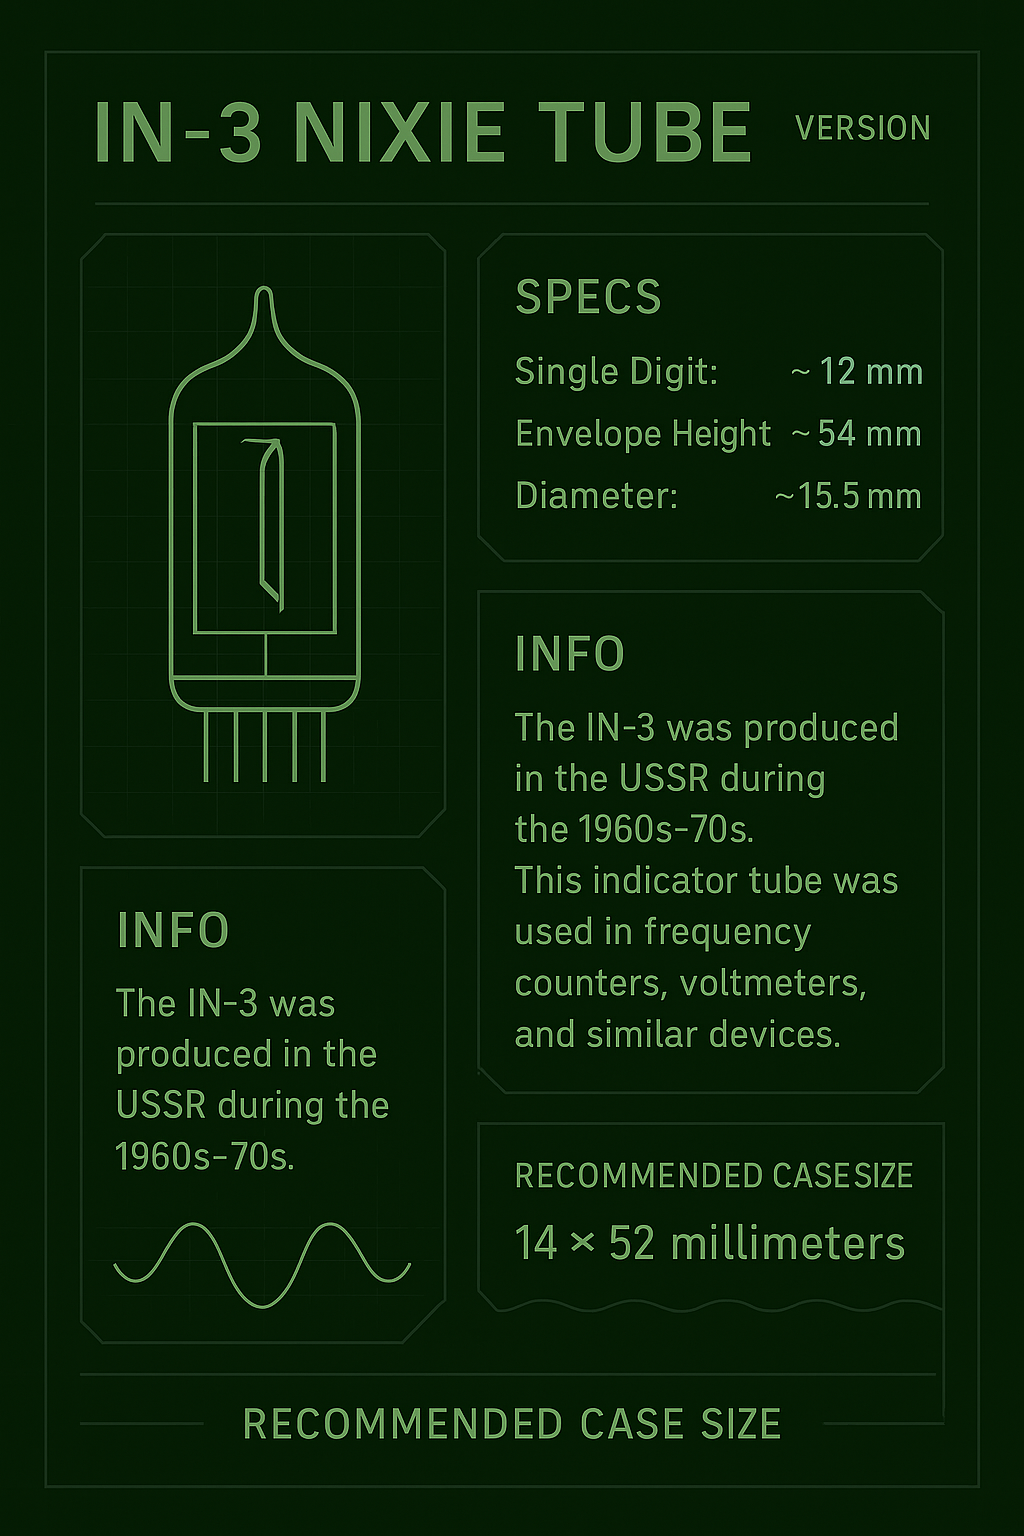 IN-3 NIXIE TUBE VERSION
SPECS
Single Digit: ~ 12 mm
Envelope Height ~ 54 mm
Diameter: ~15.5 mm
INFO
The IN-3 was produced
in the USSR during
the 1960s-70s.
This indicator tube was
used in frequency
counters, voltmeters,
and similar devices.
INFO
The IN-3 was
produced in the
USSR during the
1960s-70s.
RECOMMENDED CASESIZE
14 × 52 millimeters
RECOMMENDED CASE SIZE